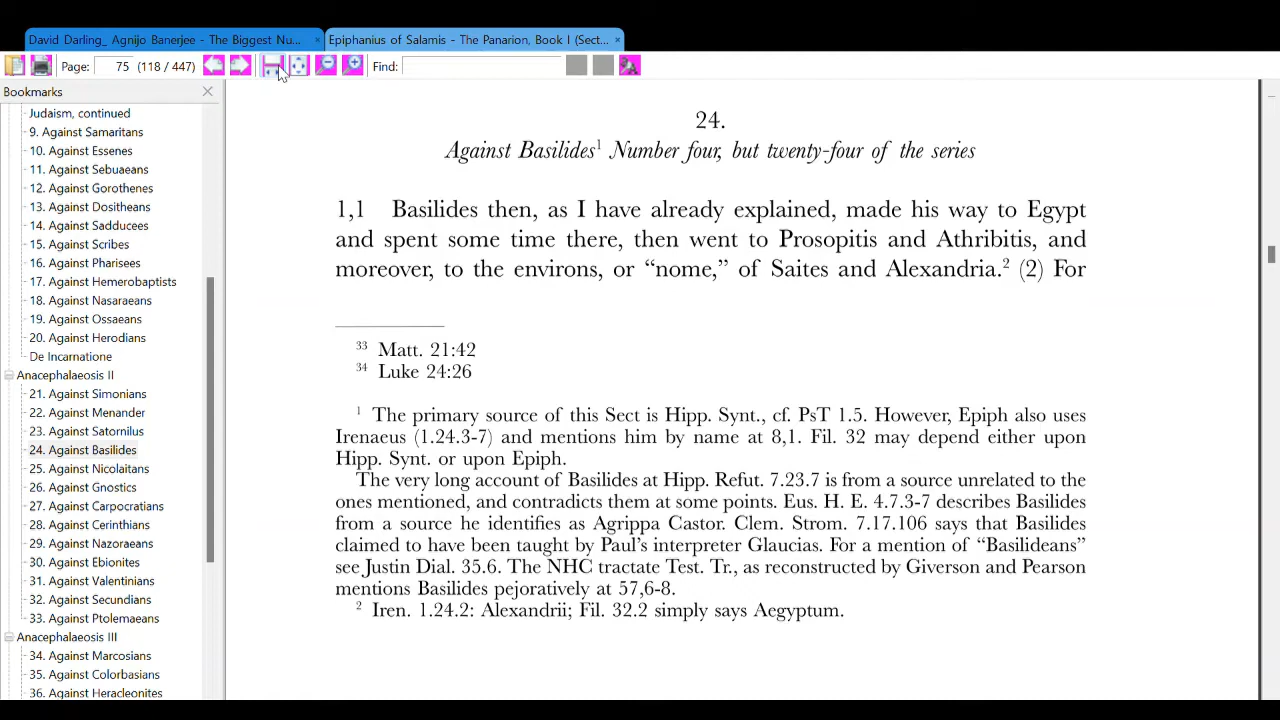 David Darling_ Agnijo Banerjee - The Biggest Nu... ×
Epiphanius of Salamis - The Panarion, Book I (Sect... ×
Page: 75 (118 / 447) Find:
Bookmarks
Judaism, continued
9. Against Samaritans
10. Against Essenes
11. Against Sebuaeans
12. Against Gorothenes
13. Against Dositheans
14. Against Sadducees
15. Against Scribes
16. Against Pharisees
17. Against Hemerobaptists
18. Against Nasaraeans
19. Against Ossaeans
20. Against Herodians
De Incarnatione
Anacephalaeosis II
21. Against Simonians
22. Against Menander
23. Against Satornilus
24. Against Basilides
25. Against Nicolaitans
26. Against Gnostics
27. Against Carpocratians
28. Against Cerinthians
29. Against Nazoraeans
30. Against Ebionites
31. Against Valentinians
32. Against Secundians
33. Against Ptolemaeans
Anacephalaeosis III
34. Against Marcosians
35. Against Colorbasians
36. Against Heracleonites
24.
Against Basilides¹ Number four, but twenty-four of the series
1,1 Basilides then, as I have already explained, made his way to Egypt
and spent some time there, then went to Prosopitis and Athribitis, and
moreover, to the environs, or “nome,” of Saites and Alexandria.² (2) For
³³ Matt. 21:42
³⁴ Luke 24:26
¹ The primary source of this Sect is Hipp. Synt., cf. PsT 1.5. However, Epiph also uses
Irenaeus (1.24.3-7) and mentions him by name at 8,1. Fil. 32 may depend either upon
Hipp. Synt. or upon Epiph.
The very long account of Basilides at Hipp. Refut. 7.23.7 is from a source unrelated to the
ones mentioned, and contradicts them at some points. Eus. H. E. 4.7.3-7 describes Basilides
from a source he identifies as Agrippa Castor. Clem. Strom. 7.17.106 says that Basilides
claimed to have been taught by Paul’s interpreter Glaucias. For a mention of “Basilideans”
see Justin Dial. 35.6. The NHC tractate Test. Tr., as reconstructed by Giverson and Pearson
mentions Basilides pejoratively at 57,6-8.
² Iren. 1.24.2: Alexandrii; Fil. 32.2 simply says Aegyptum.